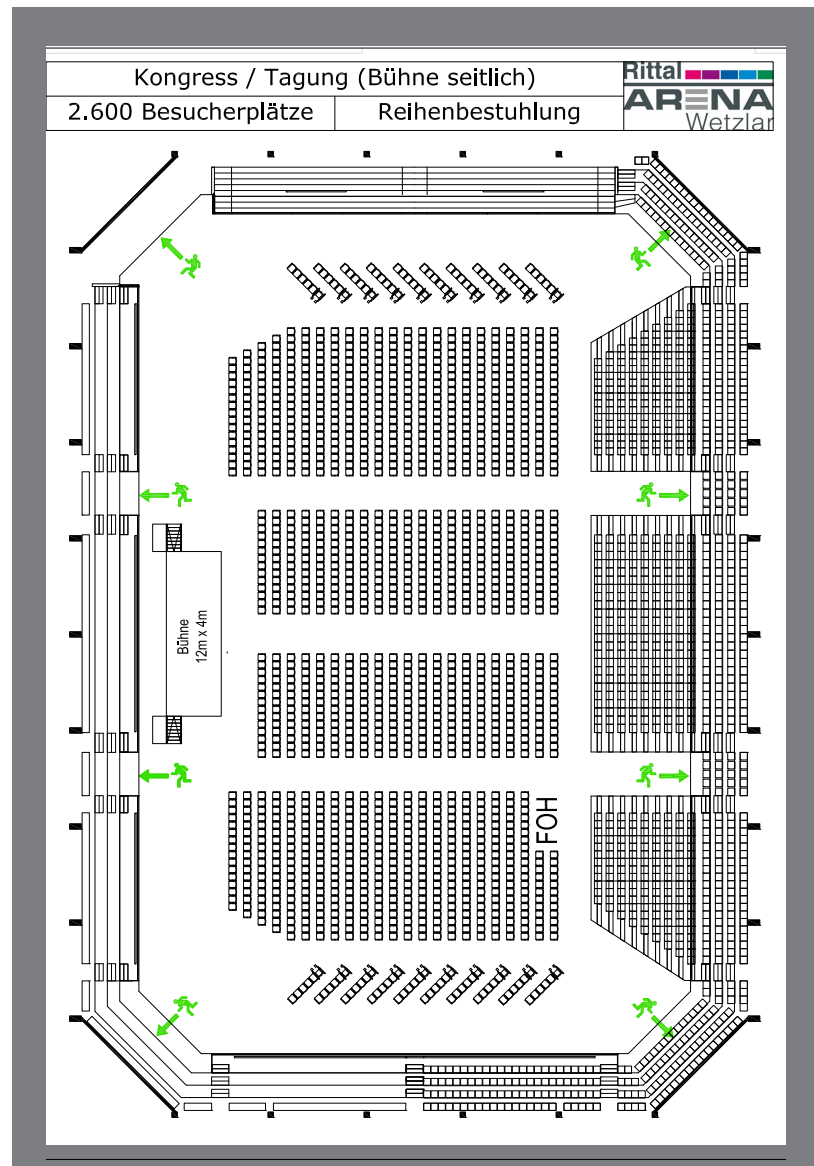 Kongress / Tagung (Bühne seitlich)
2.600 Besucherplätze
Reihenbestuhlung
Rittal
ARENA
Wetzlar
Bühne
12m x 4m
FOH